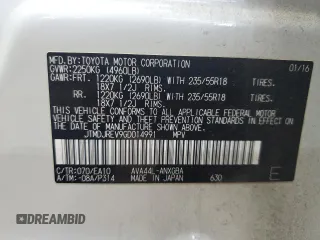 MFD.BY:TOYOTA MOTOR CORPORATION 01/16
GVWR:2250KG (4960LB)
GAWR:FRT. 1220KG (2690LB) WITH 235/55R18 TIRES,
18X7 1/2J RIMS
RR. 1220KG (2690LB) WITH 235/55R18 TIRES,
18X7 1/2J RIMS
THIS VEHICLE CONFORMS TO ALL APPLICABLE FEDERAL MOTOR
VEHICLE SAFETY AND THEFT PREVENTION STANDARDS IN EFFECT
ON THE DATE OF MANUFACTURE SHOWN ABOVE.
JTMDJREV9GD014991 MPV
C/TR:070/EA10 AVA44L-ANXGBA
A/TM:-08A/P314 MADE IN JAPAN 630 E